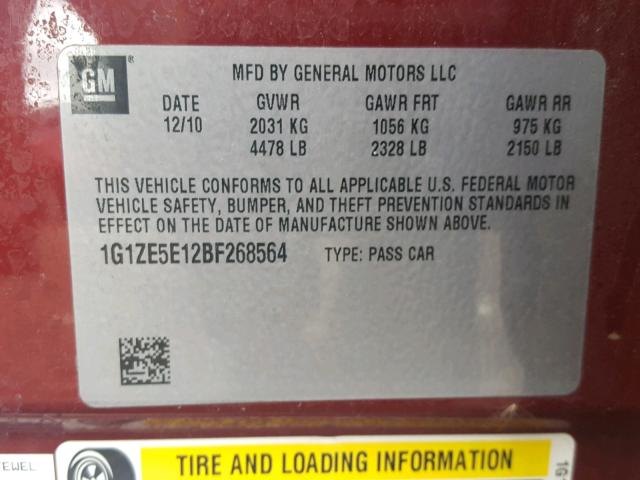 GM
MFD BY GENERAL MOTORS LLC
DATE GVWR GAWR FRT GAWR RR
12/10 2031 KG 1056 KG 975 KG
4478 LB 2328 LB 2150 LB
THIS VEHICLE CONFORMS TO ALL APPLICABLE U.S. FEDERAL MOTOR
VEHICLE SAFETY, BUMPER, AND THEFT PREVENTION STANDARDS IN
EFFECT ON THE DATE OF MANUFACTURE SHOWN ABOVE.
1G1ZE5E12BF268564 TYPE: PASS CAR
TIRE AND LOADING INFORMATION